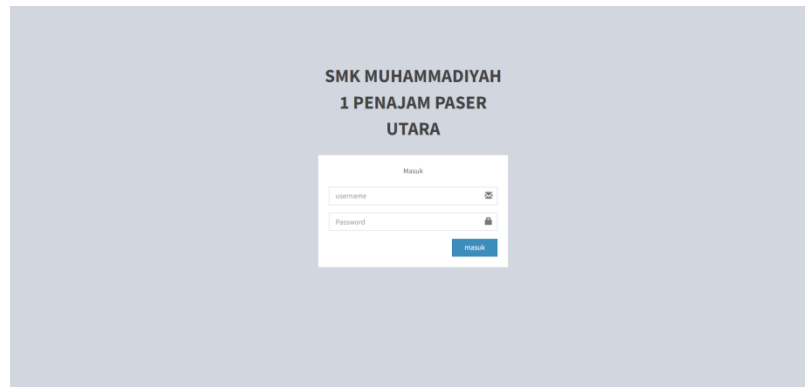 SMK MUHAMMADIYAH
1 PENAJAM PASER
UTARA
Masuk
username
Password
masuk